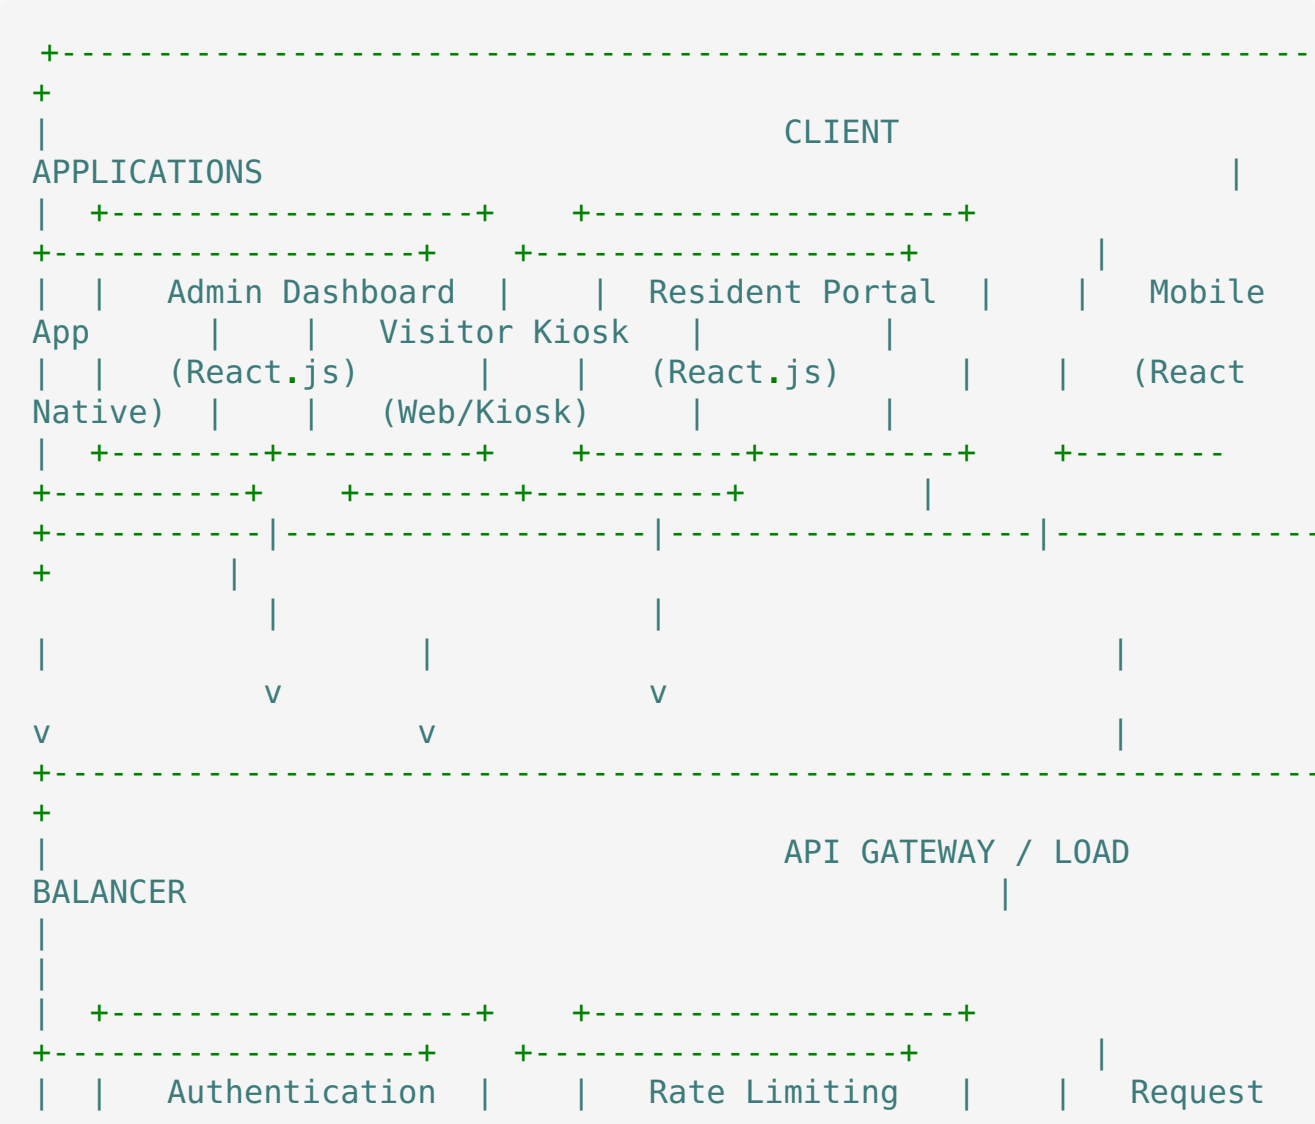 +-----------------------------------------------------------------
+
|                                      CLIENT
APPLICATIONS                                                  |
|  +-------------------+    +-------------------+
+-------------------+    +-------------------+         |
|  |   Admin Dashboard  |    |  Resident Portal  |    |   Mobile
App      |    |   Visitor Kiosk   |         |
|  |   (React.js)      |    |   (React.js)      |    |   (React
Native)  |    |   (Web/Kiosk)     |         |
|  +--------+----------+    +--------+----------+    +--------
+----------+    +--------+----------+         |
+-----------|-------------------|-------------------|--------------
+         |
            |                   |
|                   |                                   |
            v                   v
v                   v                                   |
+------------------------------------------------------------------
+
|                                      API GATEWAY / LOAD
BALANCER                                          |
|
|
|  +-------------------+    +-------------------+
+-------------------+    +-------------------+         |
|  |   Authentication  |    |   Rate Limiting   |    |   Request